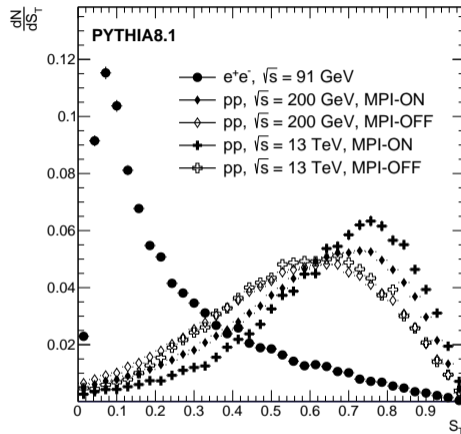 dN
dS_T
PYTHIA8.1
e⁺e⁻, √s = 91 GeV
pp, √s = 200 GeV, MPI-ON
pp, √s = 200 GeV, MPI-OFF
pp, √s = 13 TeV, MPI-ON
pp, √s = 13 TeV, MPI-OFF
0.12
0.1
0.08
0.06
0.04
0.02
0 0.1 0.2 0.3 0.4 0.5 0.6 0.7 0.8 0.9
S_T